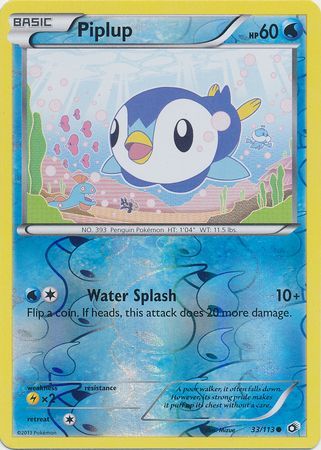 BASIC
Piplup
HP60
NO. 393 Penguin Pokémon HT: 1'04" WT: 11.5 lbs.
Water Splash 10+
Flip a coin. If heads, this attack does 20 more damage.
weakness resistance
×2
retreat
A poor walker, it often falls down.
However, its strong pride makes
it puff up its chest without a care.
©2013 Pokémon
33/113